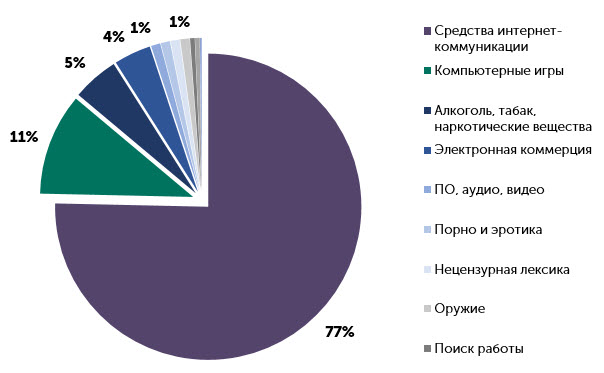 1%
1%
4%
5%
11%
77%
Средства интернет-
коммуникации
Компьютерные игры
Алкоголь, табак,
наркотические вещества
Электронная коммерция
ПО, аудио, видео
Порно и эротика
Нецензурная лексика
Оружие
Поиск работы